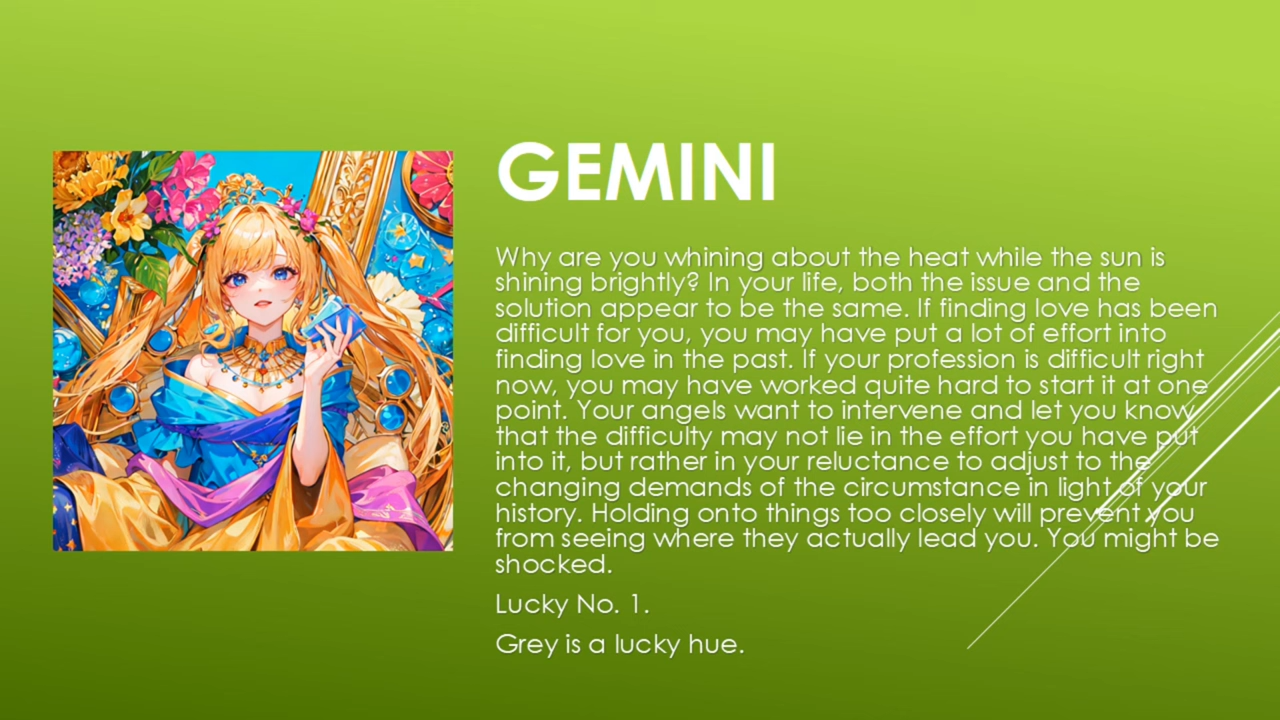 GEMINI
Why are you whining about the heat while the sun is
shining brightly? In your life, both the issue and the
solution appear to be the same. If finding love has been
difficult for you, you may have put a lot of effort into
finding love in the past. If your profession is difficult right
now, you may have worked quite hard to start it at one
point. Your angels want to intervene and let you know
that the difficulty may not lie in the effort you have put
into it, but rather in your reluctance to adjust to the
changing demands of the circumstance in light of your
history. Holding onto things too closely will prevent you
from seeing where they actually lead you. You might be
shocked.
Lucky No. 1.
Grey is a lucky hue.